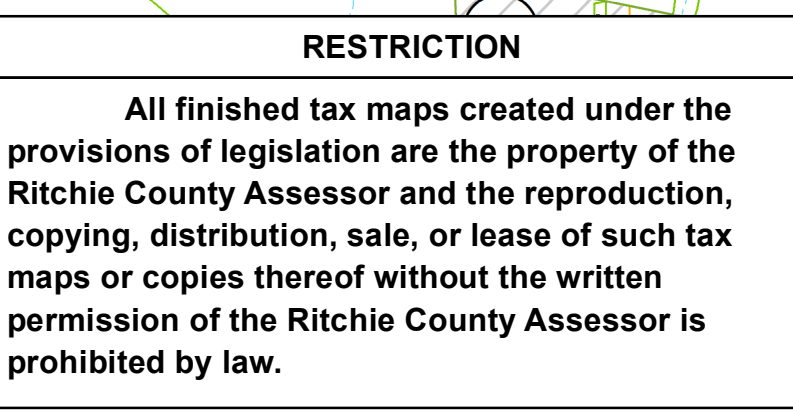 RESTRICTION
All finished tax maps created under the
provisions of legislation are the property of the
Ritchie County Assessor and the reproduction,
copying, distribution, sale, or lease of such tax
maps or copies thereof without the written
permission of the Ritchie County Assessor is
prohibited by law.